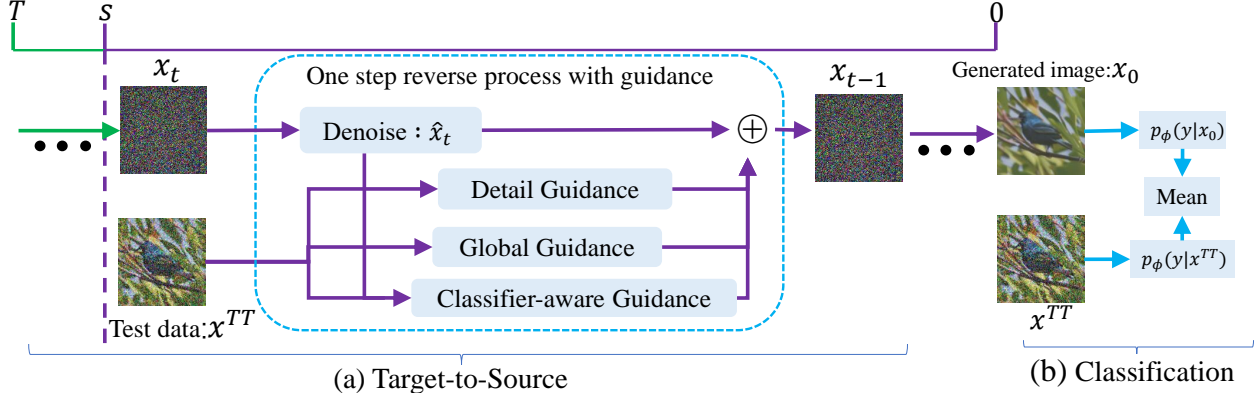 T s 0
x_t
One step reverse process with guidance
x_{t−1}
Generated image:x_0
Denoise : x̂_t
⊕
p_ϕ(y|x_0)
Detail Guidance
Mean
Global Guidance
p_ϕ(y|x^{TT})
Classifier-aware Guidance
Test data:x^{TT}
x^{TT}
(a) Target-to-Source
(b) Classification